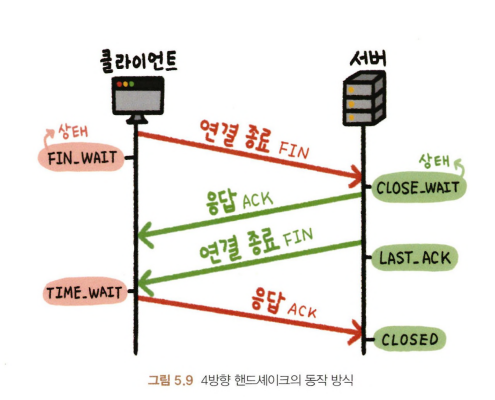 클라이언트
서버
연결 종료 FIN
상태
FIN_WAIT
상태
CLOSE_WAIT
응답 ACK
연결 종료 FIN
LAST_ACK
TIME_WAIT
응답 ACK
CLOSED
그림 5.9 4방향 핸드셰이크의 동작 방식